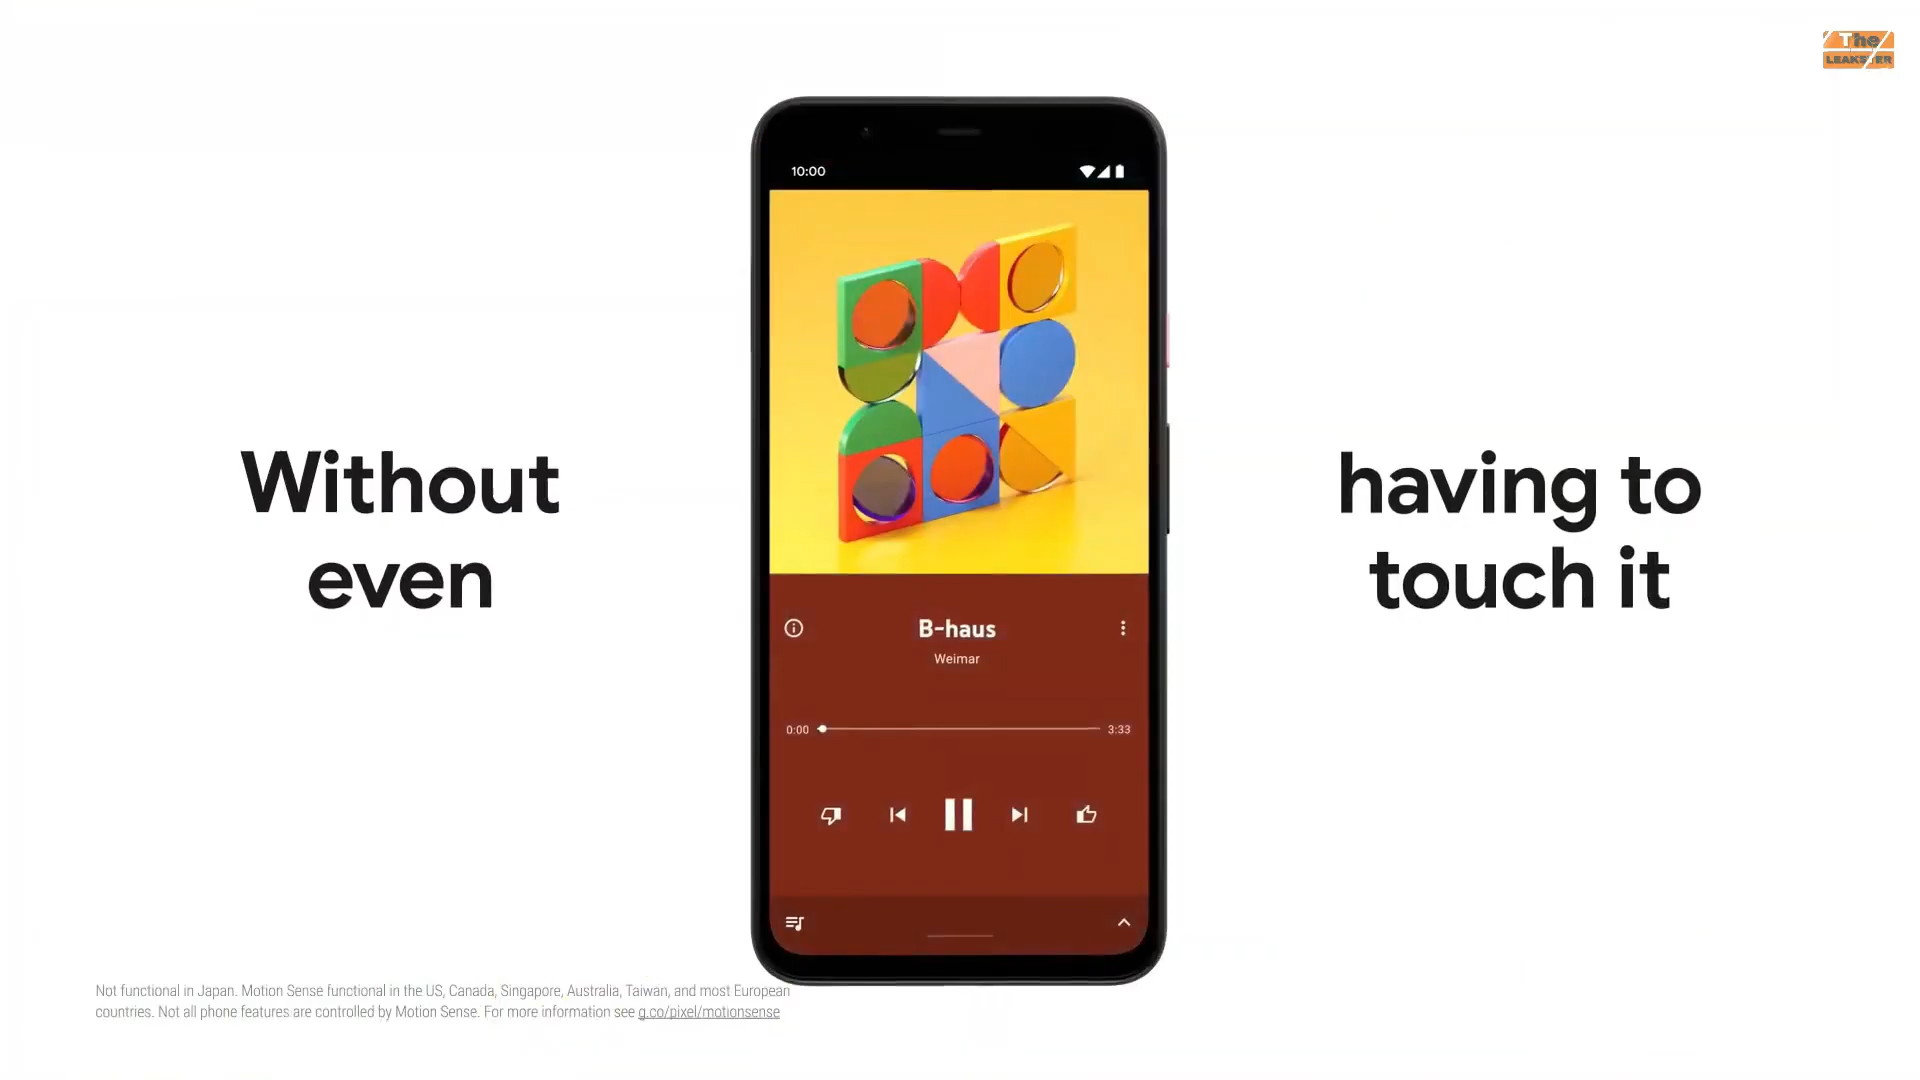 The
LEAKSTER
10:00
Without
even
having to
touch it
B-haus
Weimar
0:00
3:33
Not functional in Japan. Motion Sense functional in the US, Canada, Singapore, Australia, Taiwan, and most European
countries. Not all phone features are controlled by Motion Sense. For more information see g.co/pixel/motionsense